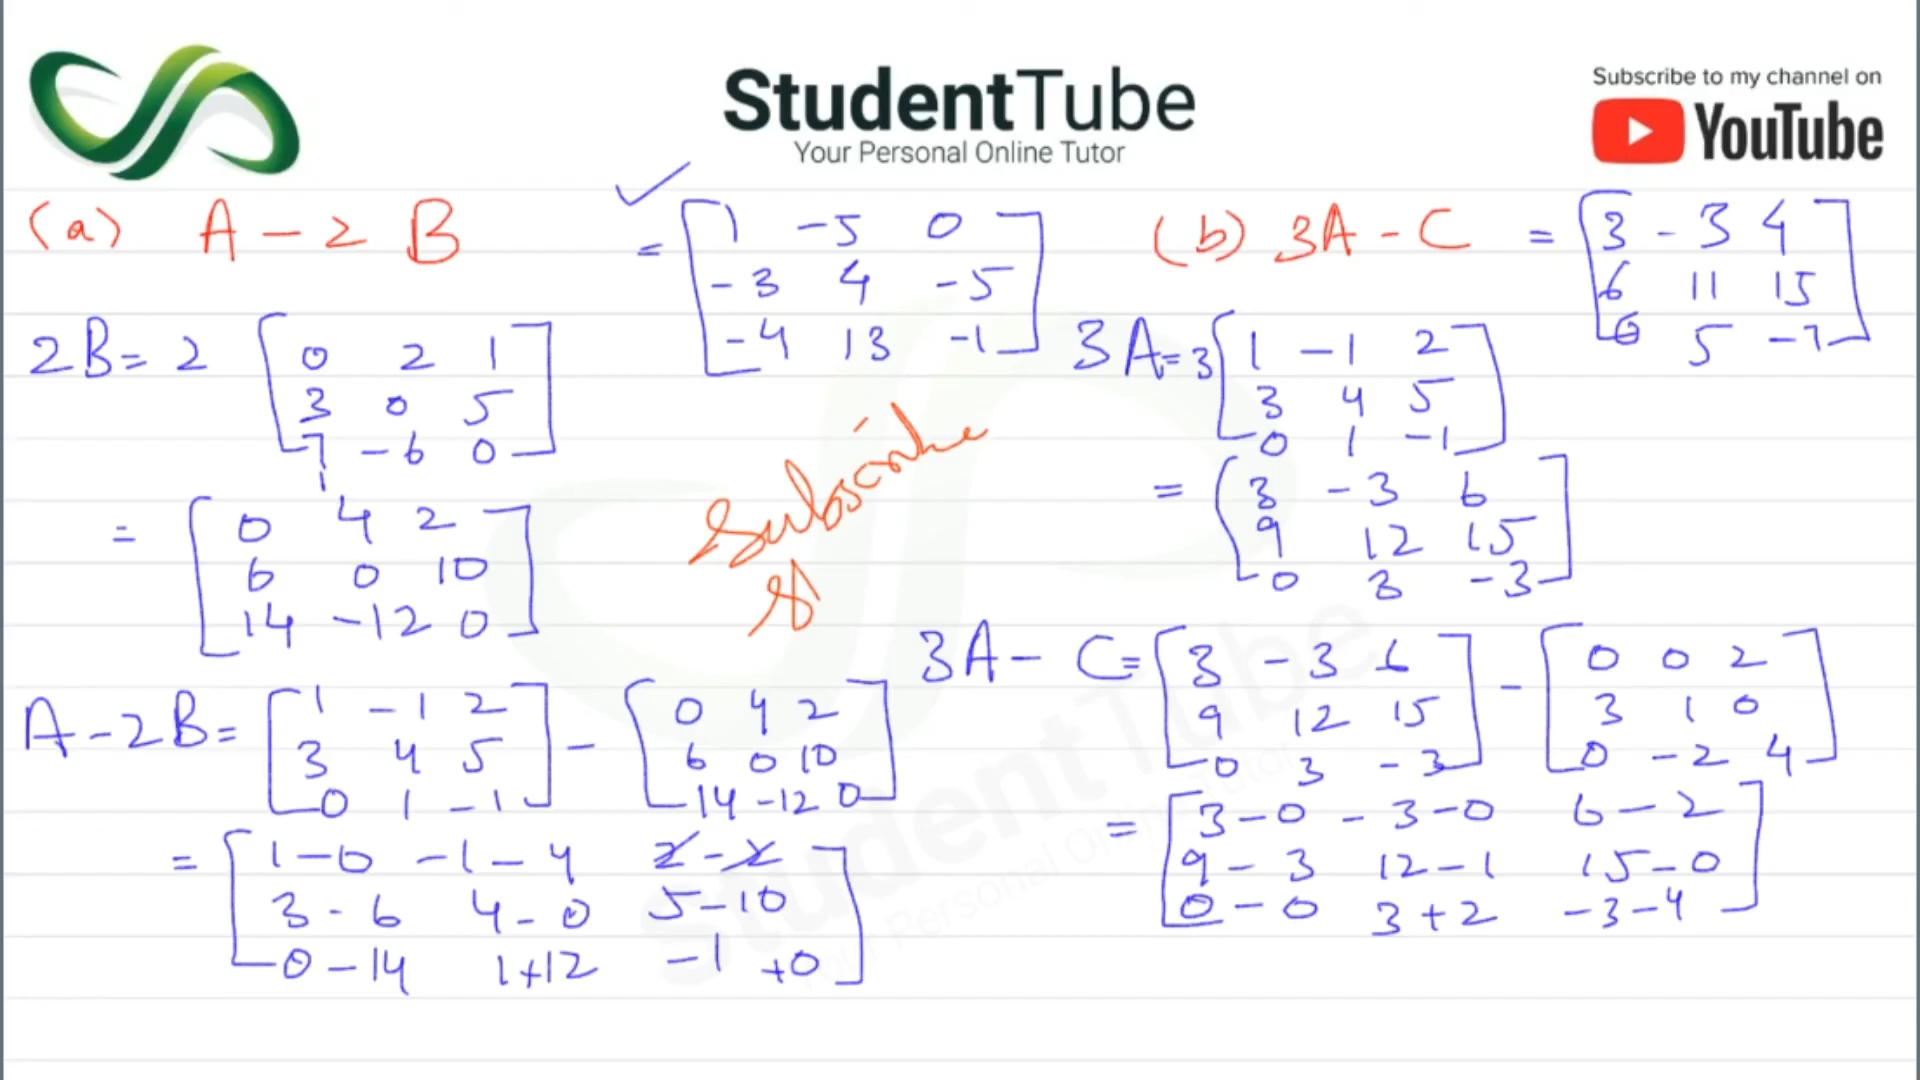 StudentTube
Your Personal Online Tutor
Subscribe to my channel on
YouTube
(a) A - 2 B
2B = 2 [0 2 1
3 0 5
7 -6 0]
= [0 4 2
6 0 10
14 -12 0]
A - 2B = [1 -1 2
3 4 5
0 1 -1] - [0 4 2
6 0 10
14 -12 0]
= [1-0 -1-4 2-2
3-6 4-0 5-10
0-14 1+12 -1+0]
= [1 -5 0
-3 4 -5
-4 13 -1]
Subscribe
(b) 3A - C
3A = 3 [1 -1 2
3 4 5
0 1 -1]
= [3 -3 6
9 12 15
0 3 -3]
3A - C = [3 -3 6
9 12 15
0 3 -3] - [0 0 2
3 1 0
0 -2 4]
= [3-0 -3-0 6-2
9-3 12-1 15-0
0-0 3+2 -3-4]
= [3 -3 4
6 11 15
0 5 -7]
StudentTube
Your Personal Online Tutor